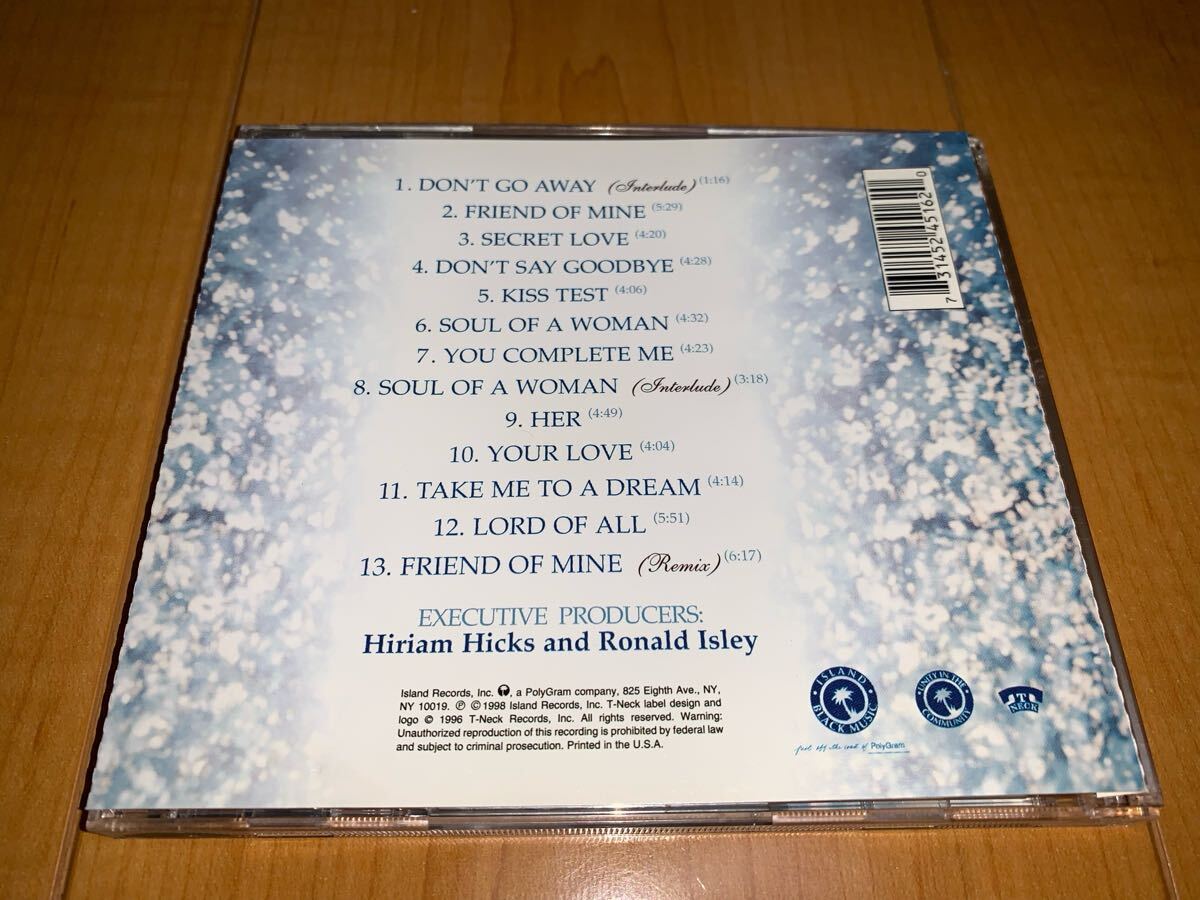 1. DON'T GO AWAY (Interlude) (1:16)
2. FRIEND OF MINE (5:29)
3. SECRET LOVE (4:20)
4. DON'T SAY GOODBYE (4:28)
5. KISS TEST (4:06)
6. SOUL OF A WOMAN (4:32)
7. YOU COMPLETE ME (4:23)
8. SOUL OF A WOMAN (Interlude) (3:18)
9. HER (4:49)
10. YOUR LOVE (4:04)
11. TAKE ME TO A DREAM (4:14)
12. LORD OF ALL (5:51)
13. FRIEND OF MINE (Remix) (6:17)
EXECUTIVE PRODUCERS:
Hiriam Hicks and Ronald Isley
Island Records, Inc. , a PolyGram company, 825 Eighth Ave., NY,
NY 10019. ℗ © 1998 Island Records, Inc. T-Neck label design and
logo © 1996 T-Neck Records, Inc. All rights reserved. Warning:
Unauthorized reproduction of this recording is prohibited by federal law
and subject to criminal prosecution. Printed in the U.S.A.
7 31452 45162 0
ISLAND
BLACK MUSIC
just off the coast of PolyGram
UNITY IN THE
COMMUNITY
T
NECK